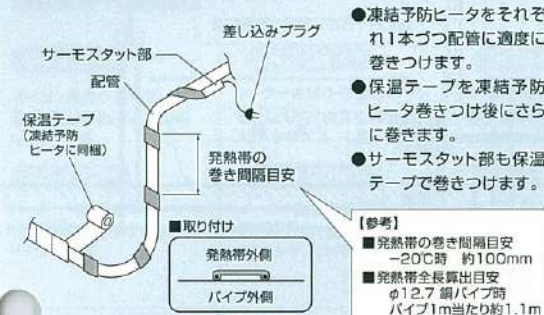 差し込みプラグ
サーモスタット部
配管
保温テープ
(凍結予防
ヒータに同梱)
発熱帯の
巻き間隔目安
■取り付け
発熱帯外側
パイプ外側
●凍結予防ヒータをそれぞ
れ1本づつ配管に適度に
巻きつけます。
●保温テープを凍結予防
ヒータ巻きつけ後にさら
に巻きます。
●サーモスタット部も保温
テープで巻きつけます。
【参考】
■発熱帯の巻き間隔目安
-20℃時 約100mm
■発熱帯全長算出目安
φ12.7 銅パイプ時
パイプ1m当たり約1.1m